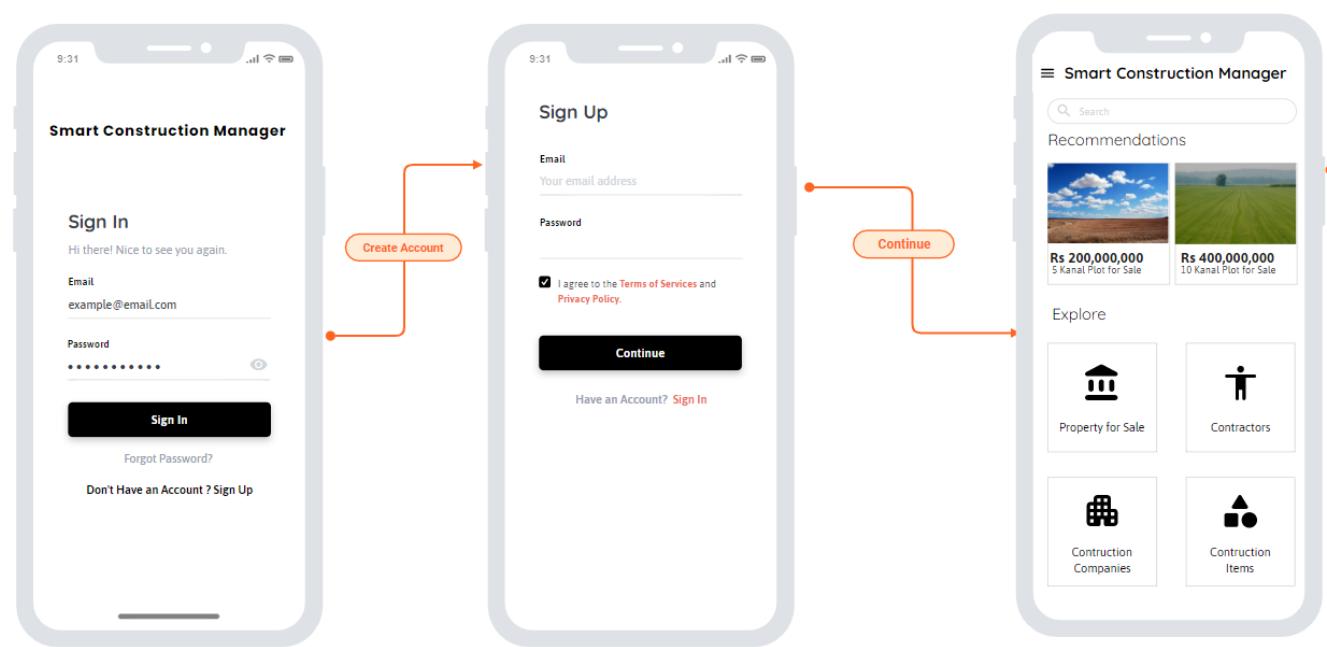 9:31
Smart Construction Manager
Sign In
Hi there! Nice to see you again.
Email
example@email.com
Password
Sign In
Forgot Password?
Don't Have an Account ? Sign Up
Create Account
9:31
Sign Up
Email
Your email address
Password
I agree to the Terms of Services and
Privacy Policy.
Continue
Have an Account? Sign In
Continue
Smart Construction Manager
Search
Recommendations
Rs 200,000,000
5 Kanal Plot for Sale
Rs 400,000,000
10 Kanal Plot for Sale
Explore
Property for Sale
Contractors
Contruction
Companies
Contruction
Items